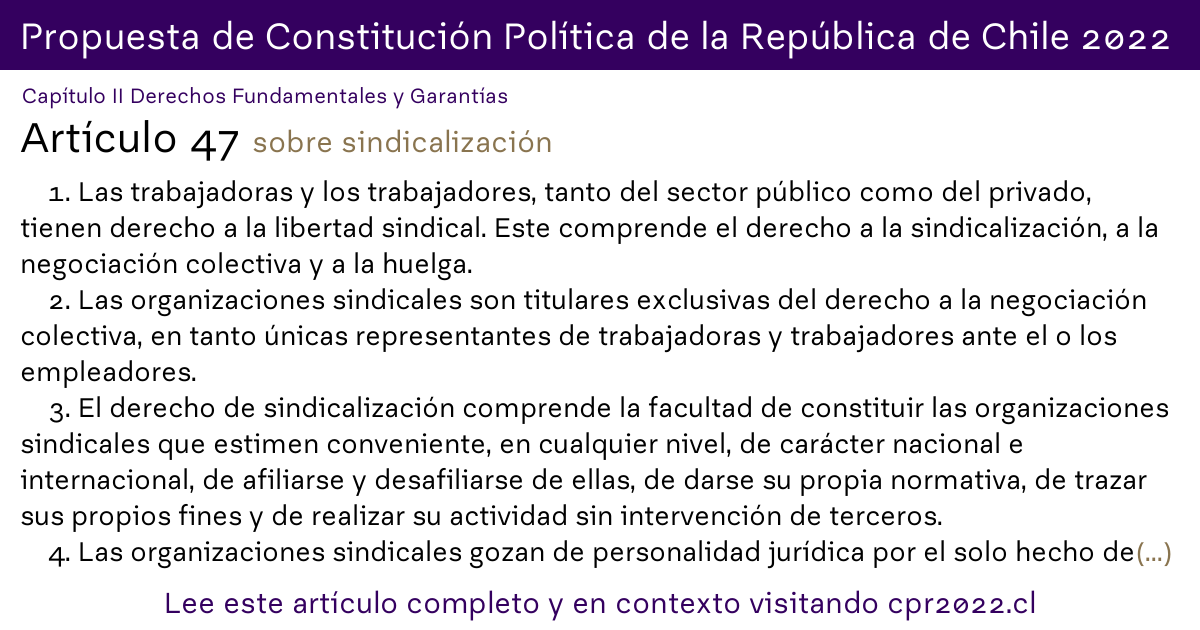 Propuesta de Constitución Política de la República de Chile 2022
Capítulo II Derechos Fundamentales y Garantías
Artículo 47 sobre sindicalización
1. Las trabajadoras y los trabajadores, tanto del sector público como del privado,
tienen derecho a la libertad sindical. Este comprende el derecho a la sindicalización, a la
negociación colectiva y a la huelga.
2. Las organizaciones sindicales son titulares exclusivas del derecho a la negociación
colectiva, en tanto únicas representantes de trabajadoras y trabajadores ante el o los
empleadores.
3. El derecho de sindicalización comprende la facultad de constituir las organizaciones
sindicales que estimen conveniente, en cualquier nivel, de carácter nacional e
internacional, de afiliarse y desafiliarse de ellas, de darse su propia normativa, de trazar
sus propios fines y de realizar su actividad sin intervención de terceros.
4. Las organizaciones sindicales gozan de personalidad jurídica por el solo hecho de(...)
Lee este artículo completo y en contexto visitando cpr2022.cl